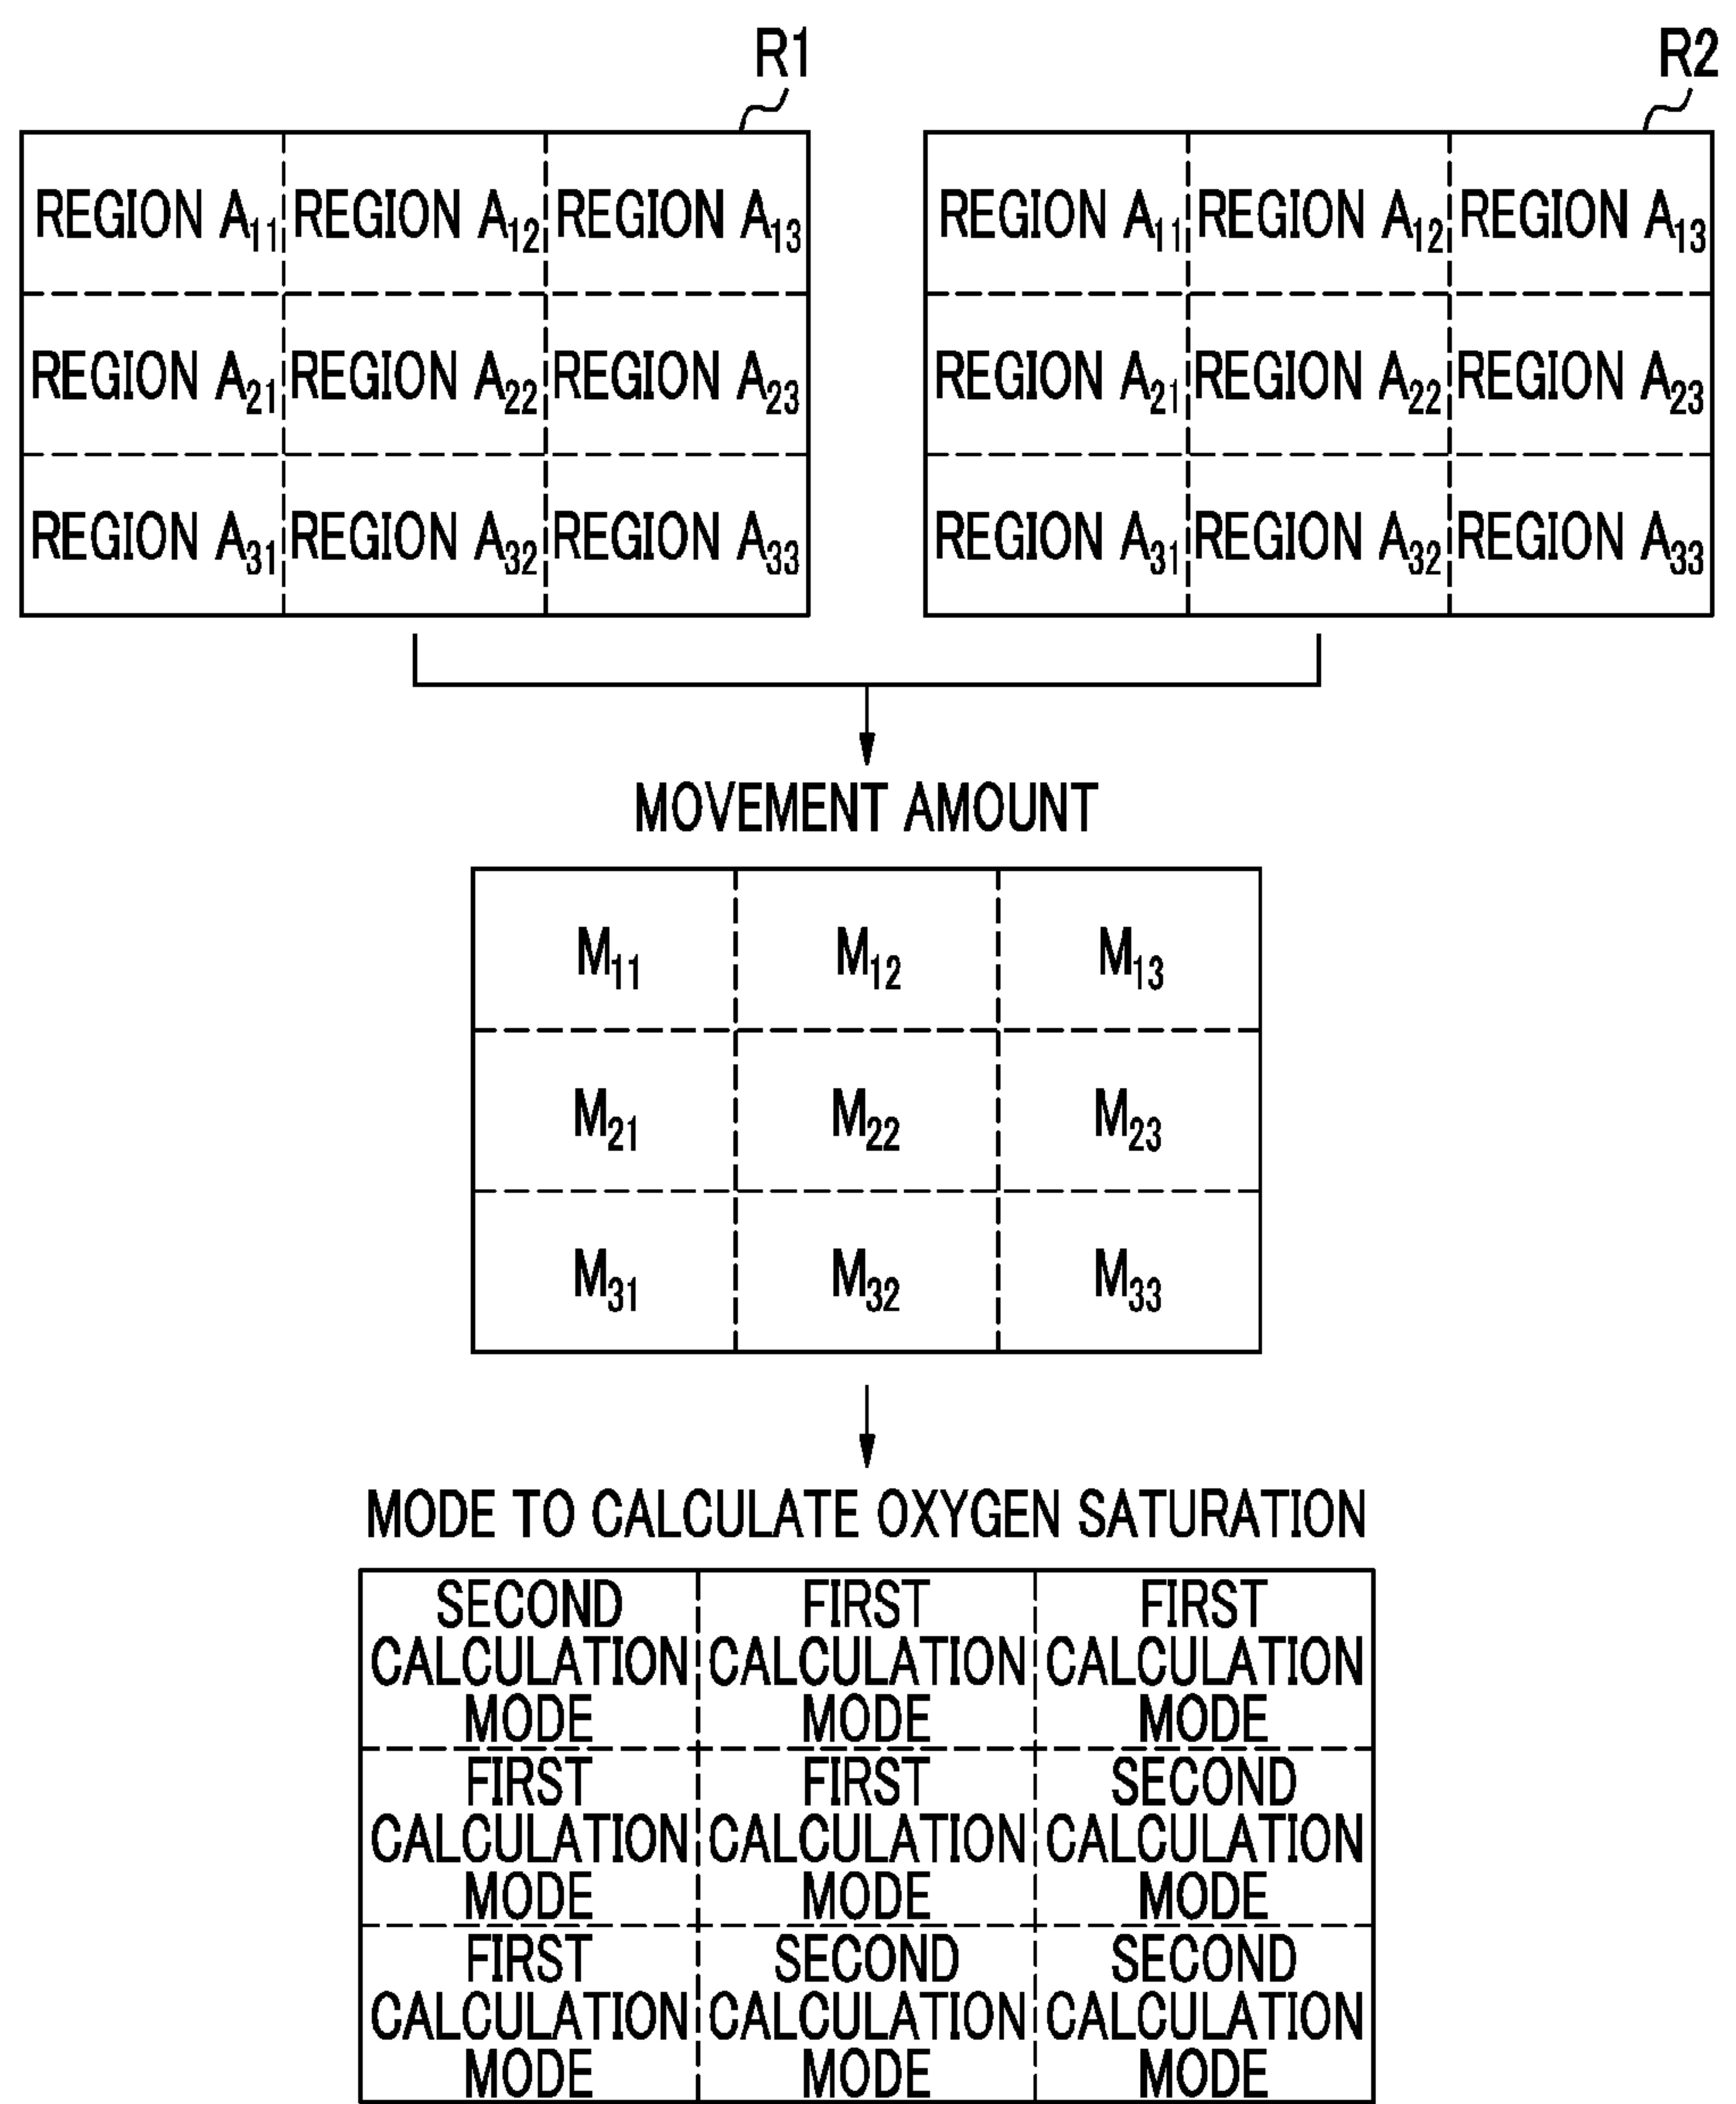 R1
R2
REGION A11 REGION A12 REGION A13
REGION A21 REGION A22 REGION A23
REGION A31 REGION A32 REGION A33
REGION A11 REGION A12 REGION A13
REGION A21 REGION A22 REGION A23
REGION A31 REGION A32 REGION A33
MOVEMENT AMOUNT
M11 M12 M13
M21 M22 M23
M31 M32 M33
MODE TO CALCULATE OXYGEN SATURATION
SECOND
CALCULATION
MODE
FIRST
CALCULATION
MODE
FIRST
CALCULATION
MODE
FIRST
CALCULATION
MODE
FIRST
CALCULATION
MODE
SECOND
CALCULATION
MODE
FIRST
CALCULATION
MODE
SECOND
CALCULATION
MODE
SECOND
CALCULATION
MODE